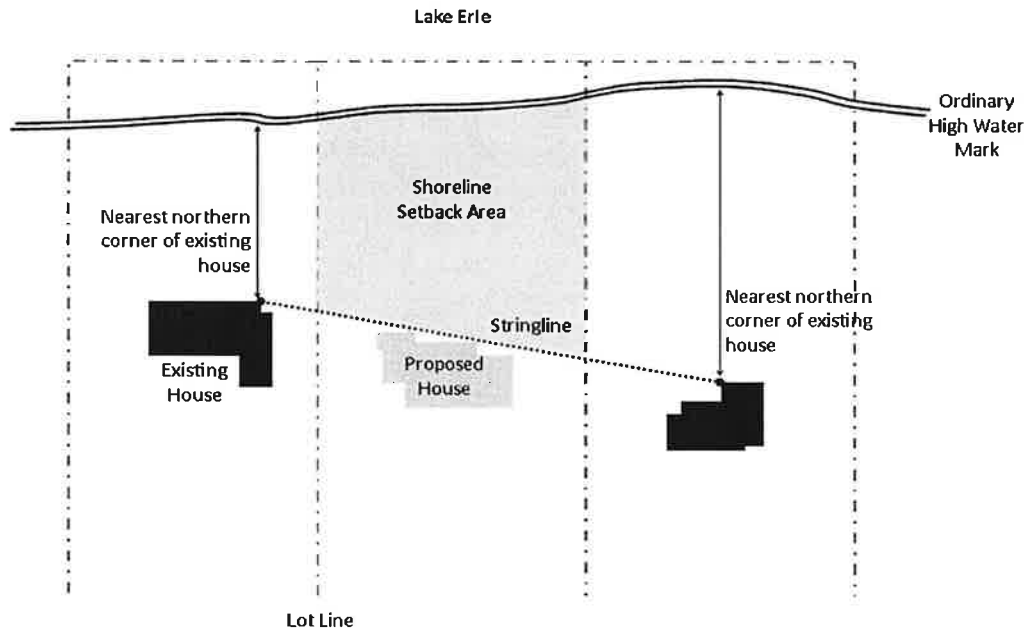 Lake Erle
Ordinary
High Water
Mark
Shoreline
Setback Area
Nearest northern
corner of existing
house
Nearest northern
corner of existing
house
Stringline
Existing
House
Proposed
House
Lot Line